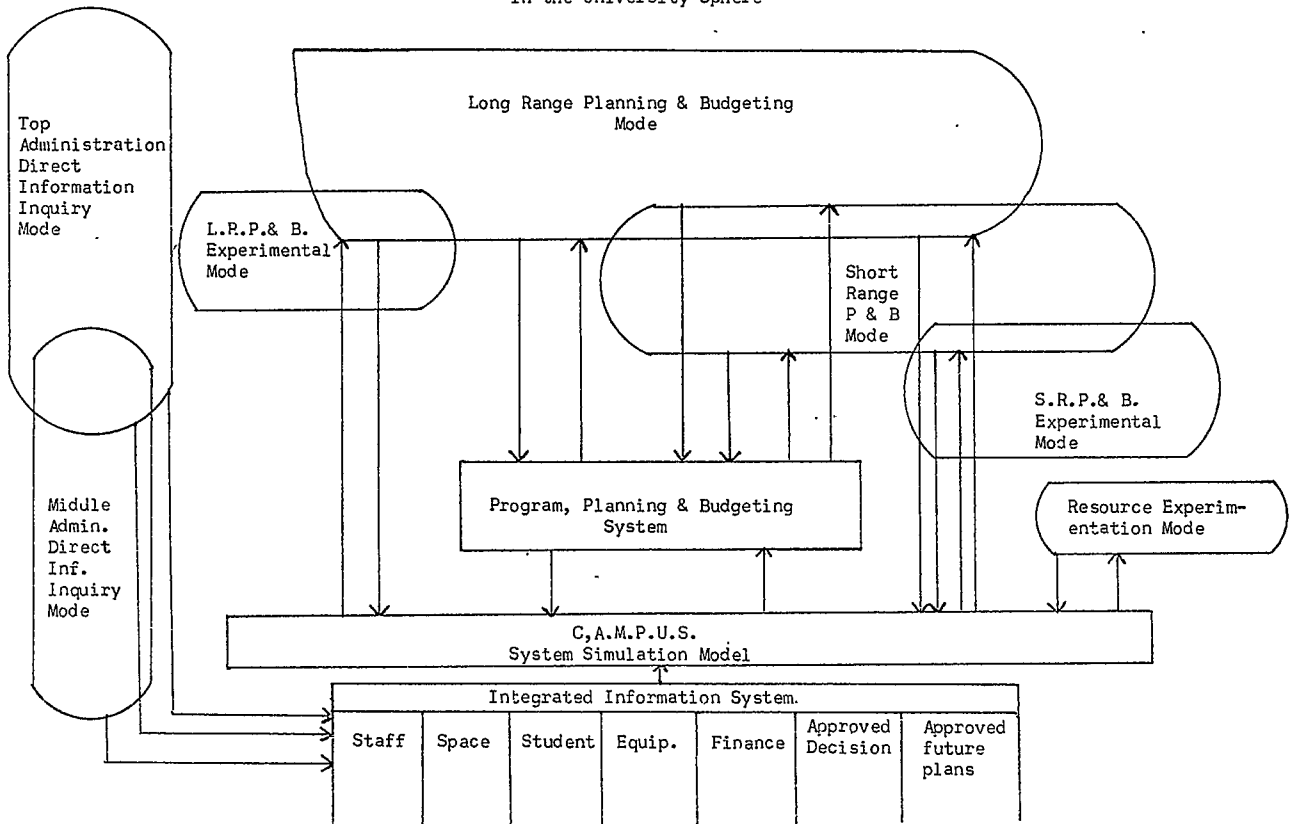 in the University Sphere
Top
Administration
Direct
Information
Inquiry
Mode
Long Range Planning & Budgeting
Mode
L.R.P.& B.
Experimental
Mode
Short
Range
P & B
Mode
S.R.P.& B.
Experimental
Mode
Program, Planning & Budgeting
System
Resource Experim-
entation Mode
Middle
Admin.
Direct
Inf.
Inquiry
Mode
C,A.M.P.U.S.
System Simulation Model
Integrated Information System.
Staff
Space
Student
Equip.
Finance
Approved
Decision
Approved
future
plans